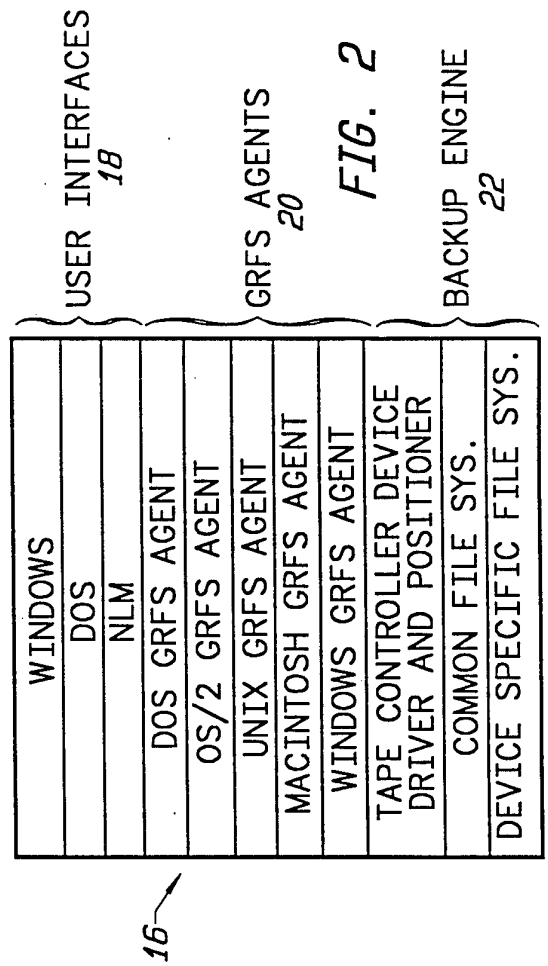 16
WINDOWS
DOS
NLM
DOS GRFS AGENT
OS/2 GRFS AGENT
UNIX GRFS AGENT
MACINTOSH GRFS AGENT
WINDOWS GRFS AGENT
TAPE CONTROLLER DEVICE
DRIVER AND POSITIONER
COMMON FILE SYS.
DEVICE SPECIFIC FILE SYS.
USER INTERFACES
18
GRFS AGENTS
20
BACKUP ENGINE
22
FIG. 2